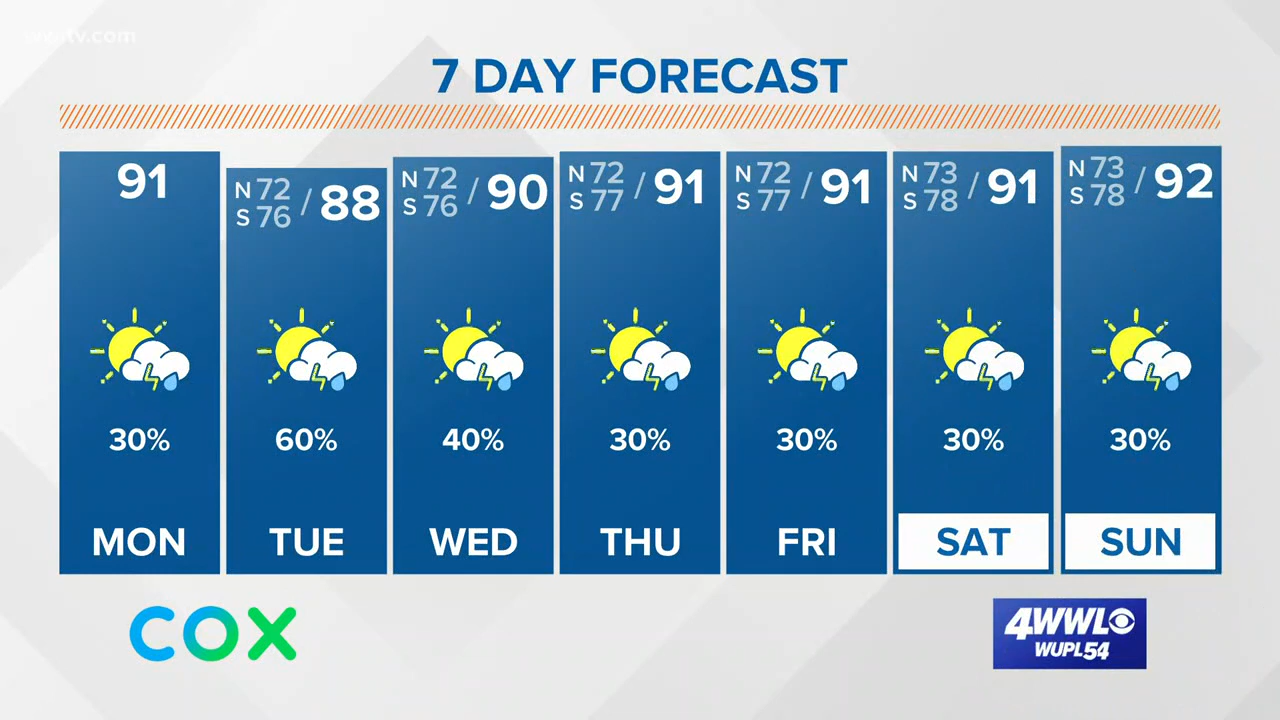 7 DAY FORECAST
91
N 72
S 76 / 88
N 72
S 76 / 90
N 72
S 77 / 91
N 72
S 77 / 91
N 73
S 78 / 91
N 73
S 78 / 92
30%
60%
40%
30%
30%
30%
30%
MON
TUE
WED
THU
FRI
SAT
SUN
COX
4WWL
WUPL54